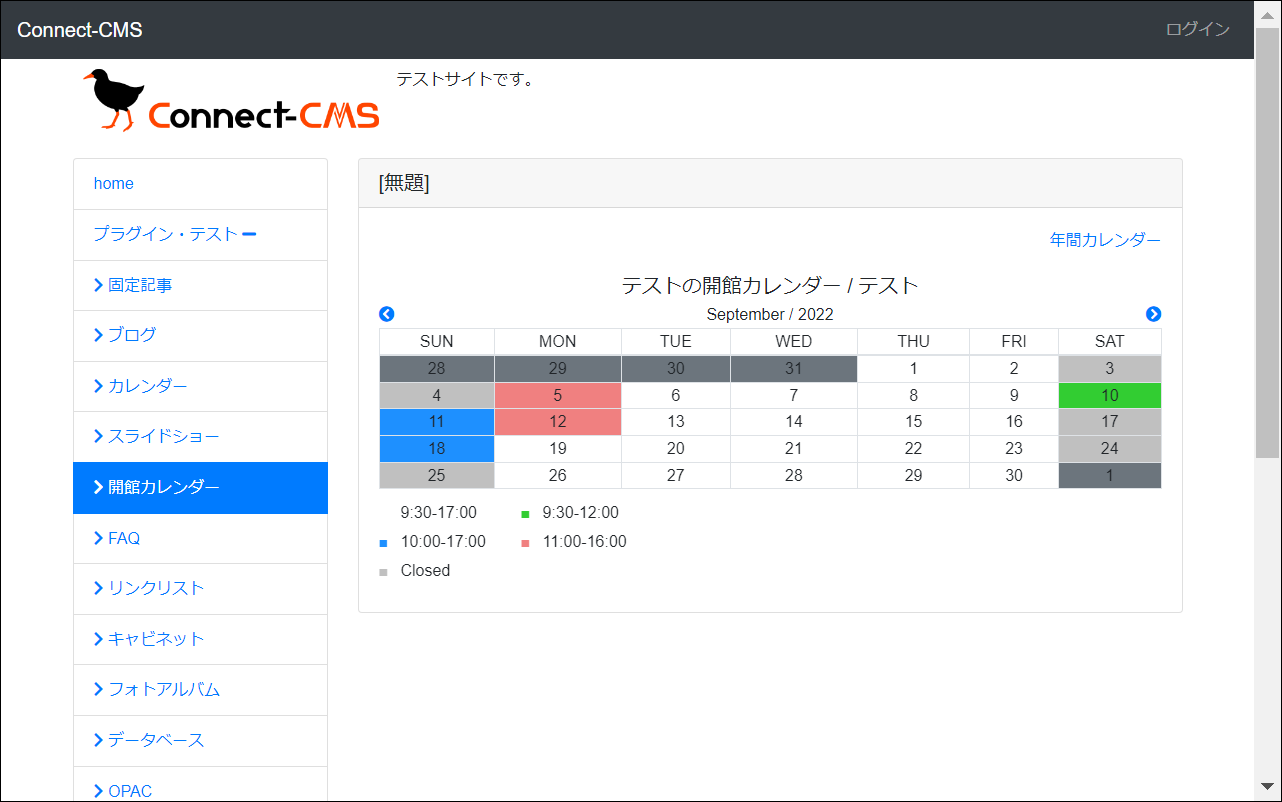 Connect-CMS ログイン
Connect-CMS
テストサイトです。
home
プラグイン・テスト
固定記事
ブログ
カレンダー
スライドショー
開館カレンダー
FAQ
リンクリスト
キャビネット
フォトアルバム
データベース
OPAC
[無題]
年間カレンダー
テストの開館カレンダー / テスト
September / 2022
SUN MON TUE WED THU FRI SAT
28 29 30 31 1 2 3
4 5 6 7 8 9 10
11 12 13 14 15 16 17
18 19 20 21 22 23 24
25 26 27 28 29 30 1
9:30-17:00 9:30-12:00
10:00-17:00 11:00-16:00
Closed